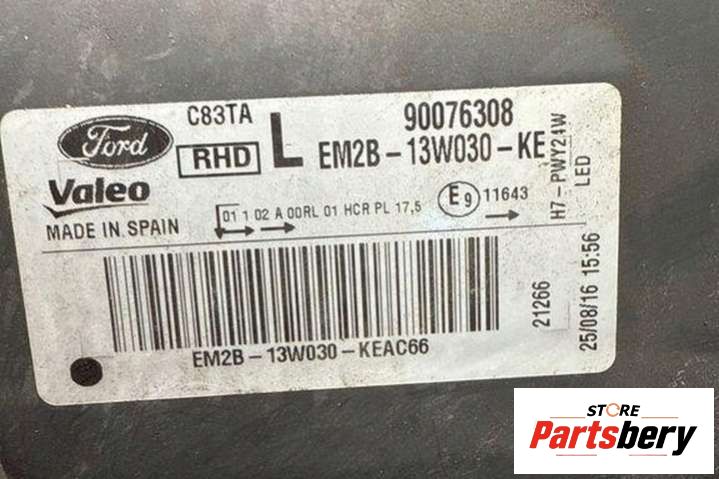 C83TA
90076308
Ford
RHD L EM2B-13W030-KE
Valeo
MADE IN SPAIN
01 1 02 A 00RL 01 HCR PL 17,5
E9 11643
H7-PWY24W
LED
EM2B-13W030-KEAC66
21266
25/08/16 15:56
STORE
Partsbery